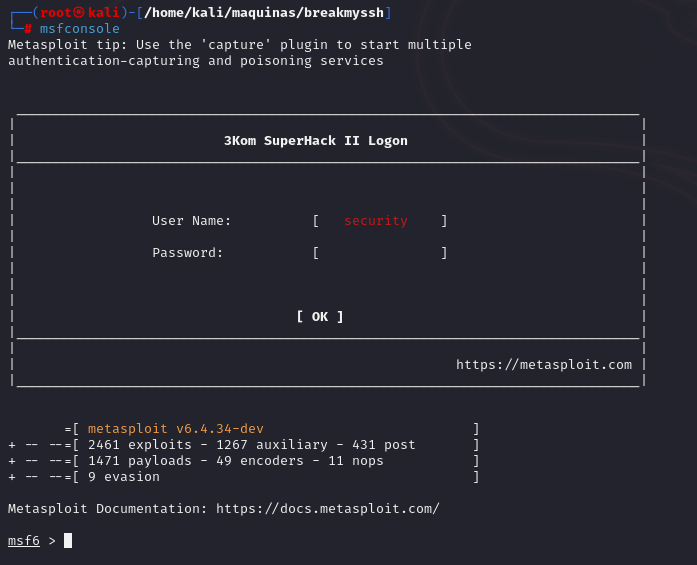 ┌──(root㉿kali)-[/home/kali/maquinas/breakmyssh]
└─# msfconsole
Metasploit tip: Use the 'capture' plugin to start multiple
authentication-capturing and poisoning services
3Kom SuperHack II Logon
User Name: [ security ]
Password: [ ]
[ OK ]
https://metasploit.com
=[ metasploit v6.4.34-dev ]
+ -- --=[ 2461 exploits - 1267 auxiliary - 431 post ]
+ -- --=[ 1471 payloads - 49 encoders - 11 nops ]
+ -- --=[ 9 evasion ]
Metasploit Documentation: https://docs.metasploit.com/
msf6 >